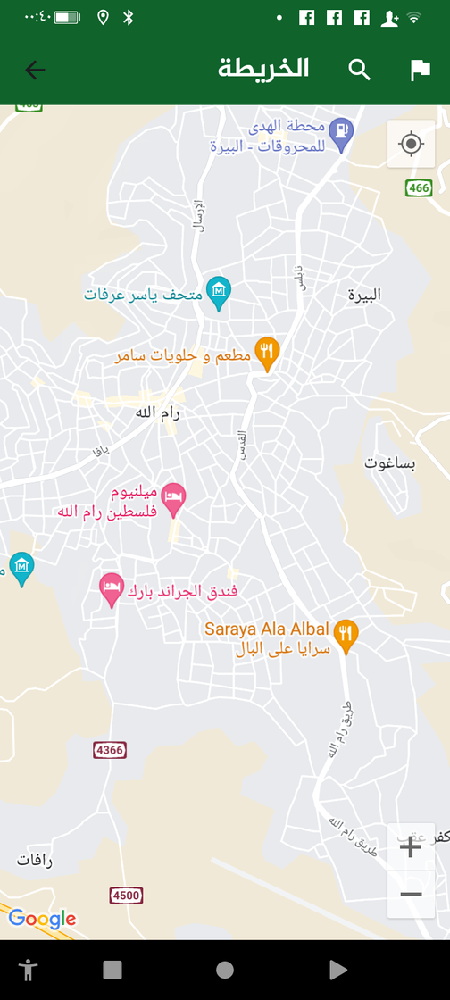 ٠٠:٤٠
الخريطة
محطة الهدى
للمحروقات - البيرة
466
الإرسال
نابلس
متحف ياسر عرفات
البيرة
مطعم و حلويات سامر
رام الله
القدس
يافا
بساغوت
ميلنيوم
فلسطين رام الله
فندق الجراند بارك
Saraya Ala Albal
سرايا على البال
طريق رام الله
4366
طريق رام الله
كفر عقب
رافات
4500
Google